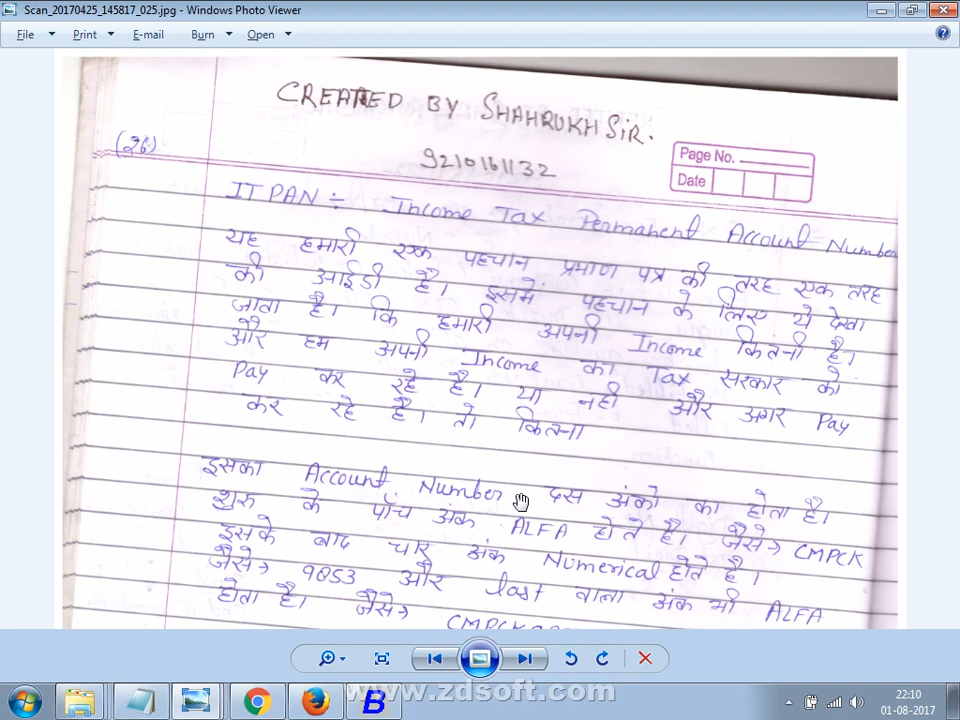 Scan_20170425_145817_025.jpg - Windows Photo Viewer
File Print E-mail Burn Open
CREATED BY SHAHRUKH SIR.
9210161132
(26)
Page No.
Date
IT PAN ÷ Income Tax Permanent Account Number
यह हमारी एक पहचान प्रमाण पत्र की तरह एक तरह
की आईडी है। इसमें पहचान के लिए ये देखा
जाता है। कि हमारी अपनी Income कितनी है।
और हम अपनी Income का Tax सरकार को
Pay कर रहे है। या नही और अगर Pay
कर रहे है। तो कितना
इसका Account Number दस अंको का होता है।
शुरु के पाँच अंक ALFA होते है। जैसे→ CMPCK
इसके बाद चार अंक Numerical होते है।
जैसे→ 9853 और last वाला अंक भी ALFA
होता है। जैसे→
www.zdsoft.com
22:10
01-08-2017